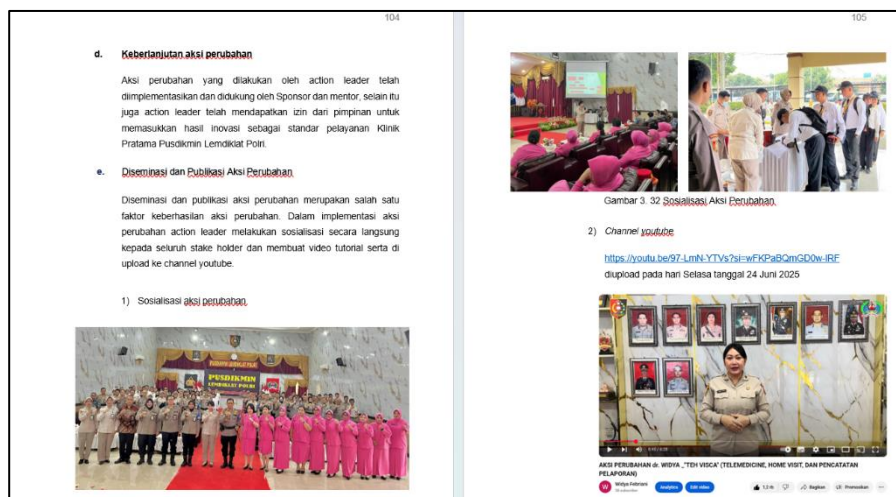 104
d. Keberlanjutan aksi perubahan
Aksi perubahan yang dilakukan oleh action leader telah
diimplementasikan dan didukung oleh Sponsor dan mentor, selain itu
juga action leader telah mendapatkan izin dari pimpinan untuk
memasukkan hasil inovasi sebagai standar pelayanan Klinik
Pratama Pusdikmin Lemdiklat Polri.
e. Diseminasi dan Publikasi Aksi Perubahan
Diseminasi dan publikasi aksi perubahan merupakan salah satu
faktor keberhasilan aksi perubahan. Dalam implementasi aksi
perubahan action leader melakukan sosialisasi secara langsung
kepada seluruh stake holder dan membuat video tutorial serta di
upload ke channel youtube.
1) Sosialisasi aksi perubahan
PUSDIKMIN
LEMDIKLAT POLRI
105
Gambar 3. 32 Sosialisasi Aksi Perubahan
2) Channel youtube
https://youtu.be/97-LmN-YTVs?si=wFKPaBQmGD0w-IRF
diupload pada hari Selasa tanggal 24 Juni 2025
AKSI PERUBAHAN dr. WIDYA ,,"TEH VISCA" (TELEMEDICINE, HOME VISIT, DAN PENCATATAN
PELAPORAN)
W Widya Febriani
Analytics
Edit video
Bagikan
Promosikan